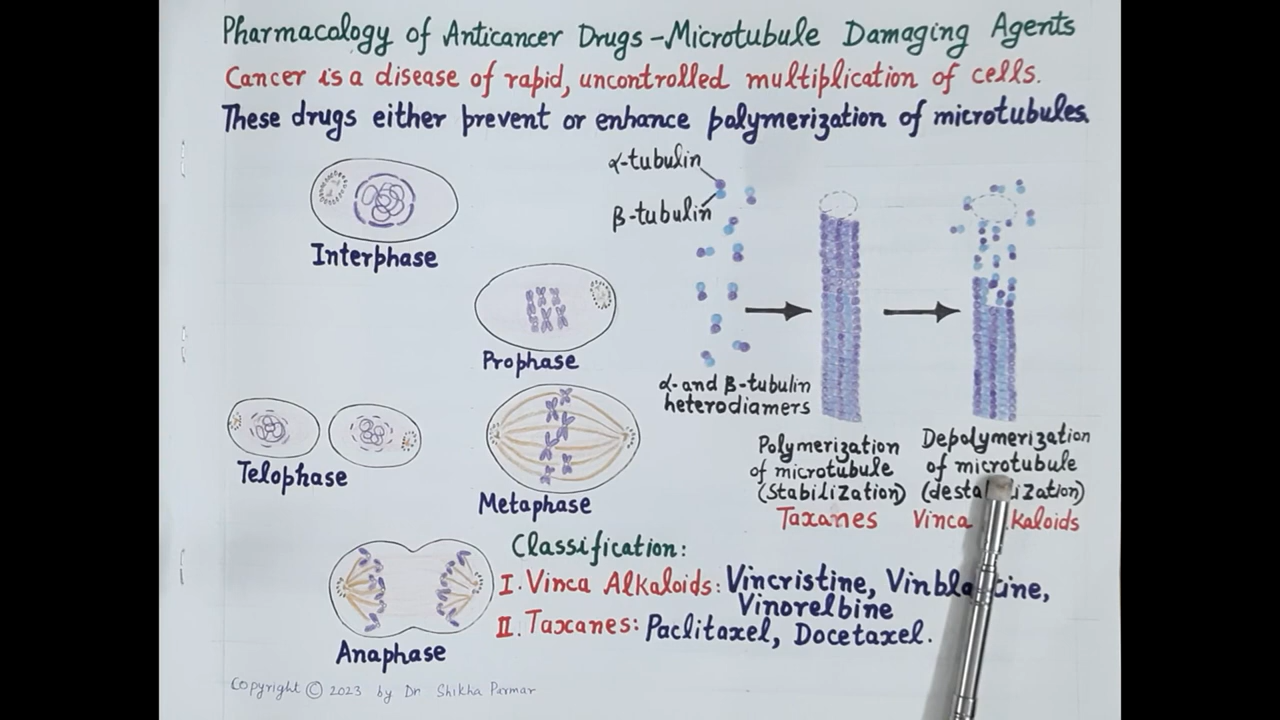 Pharmacology of Anticancer Drugs - Microtubule Damaging Agents
Cancer is a disease of rapid, uncontrolled multiplication of cells.
These drugs either prevent or enhance polymerization of microtubules.
α-tubulin
β-tubulin
Interphase
Prophase
α- and β-tubulin
heterodiamers
Telophase
Metaphase
Polymerization
of microtubule
(Stabilization)
Taxanes
Depolymerization
of microtubule
Vinca
Classification:
I. Vinca Alkaloids: Vincristine,
Vinorelbine
II. Taxanes: Paclitaxel, Docetaxel.
Anaphase
Copyright © 2023 by Dr Shikha Parmar